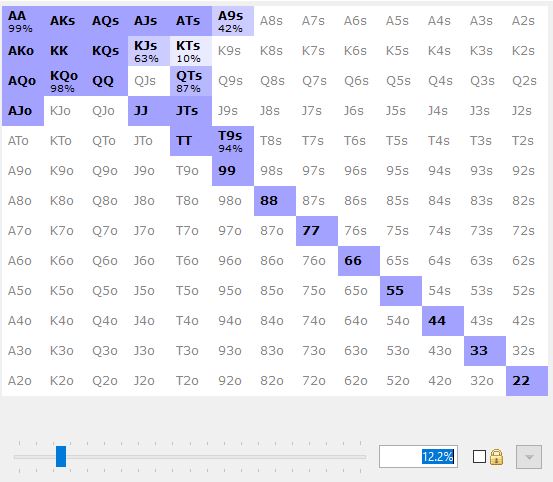 AA AKs AQs AJs ATs A9s A8s A7s A6s A5s A4s A3s A2s
99% 42%
AKo KK KQs KJs KTs K9s K8s K7s K6s K5s K4s K3s K2s
63% 10%
AQo KQo QQ QJs QTs Q9s Q8s Q7s Q6s Q5s Q4s Q3s Q2s
98% 87%
AJo KJo QJo JJ JTs J9s J8s J7s J6s J5s J4s J3s J2s
ATo KTo QTo JTo TT T9s T8s T7s T6s T5s T4s T3s T2s
94%
A9o K9o Q9o J9o T9o 99 98s 97s 96s 95s 94s 93s 92s
A8o K8o Q8o J8o T8o 98o 88 87s 86s 85s 84s 83s 82s
A7o K7o Q7o J7o T7o 97o 87o 77 76s 75s 74s 73s 72s
A6o K6o Q6o J6o T6o 96o 86o 76o 66 65s 64s 63s 62s
A5o K5o Q5o J5o T5o 95o 85o 75o 65o 55 54s 53s 52s
A4o K4o Q4o J4o T4o 94o 84o 74o 64o 54o 44 43s 42s
A3o K3o Q3o J3o T3o 93o 83o 73o 63o 53o 43o 33 32s
A2o K2o Q2o J2o T2o 92o 82o 72o 62o 52o 42o 32o 22
12.2%